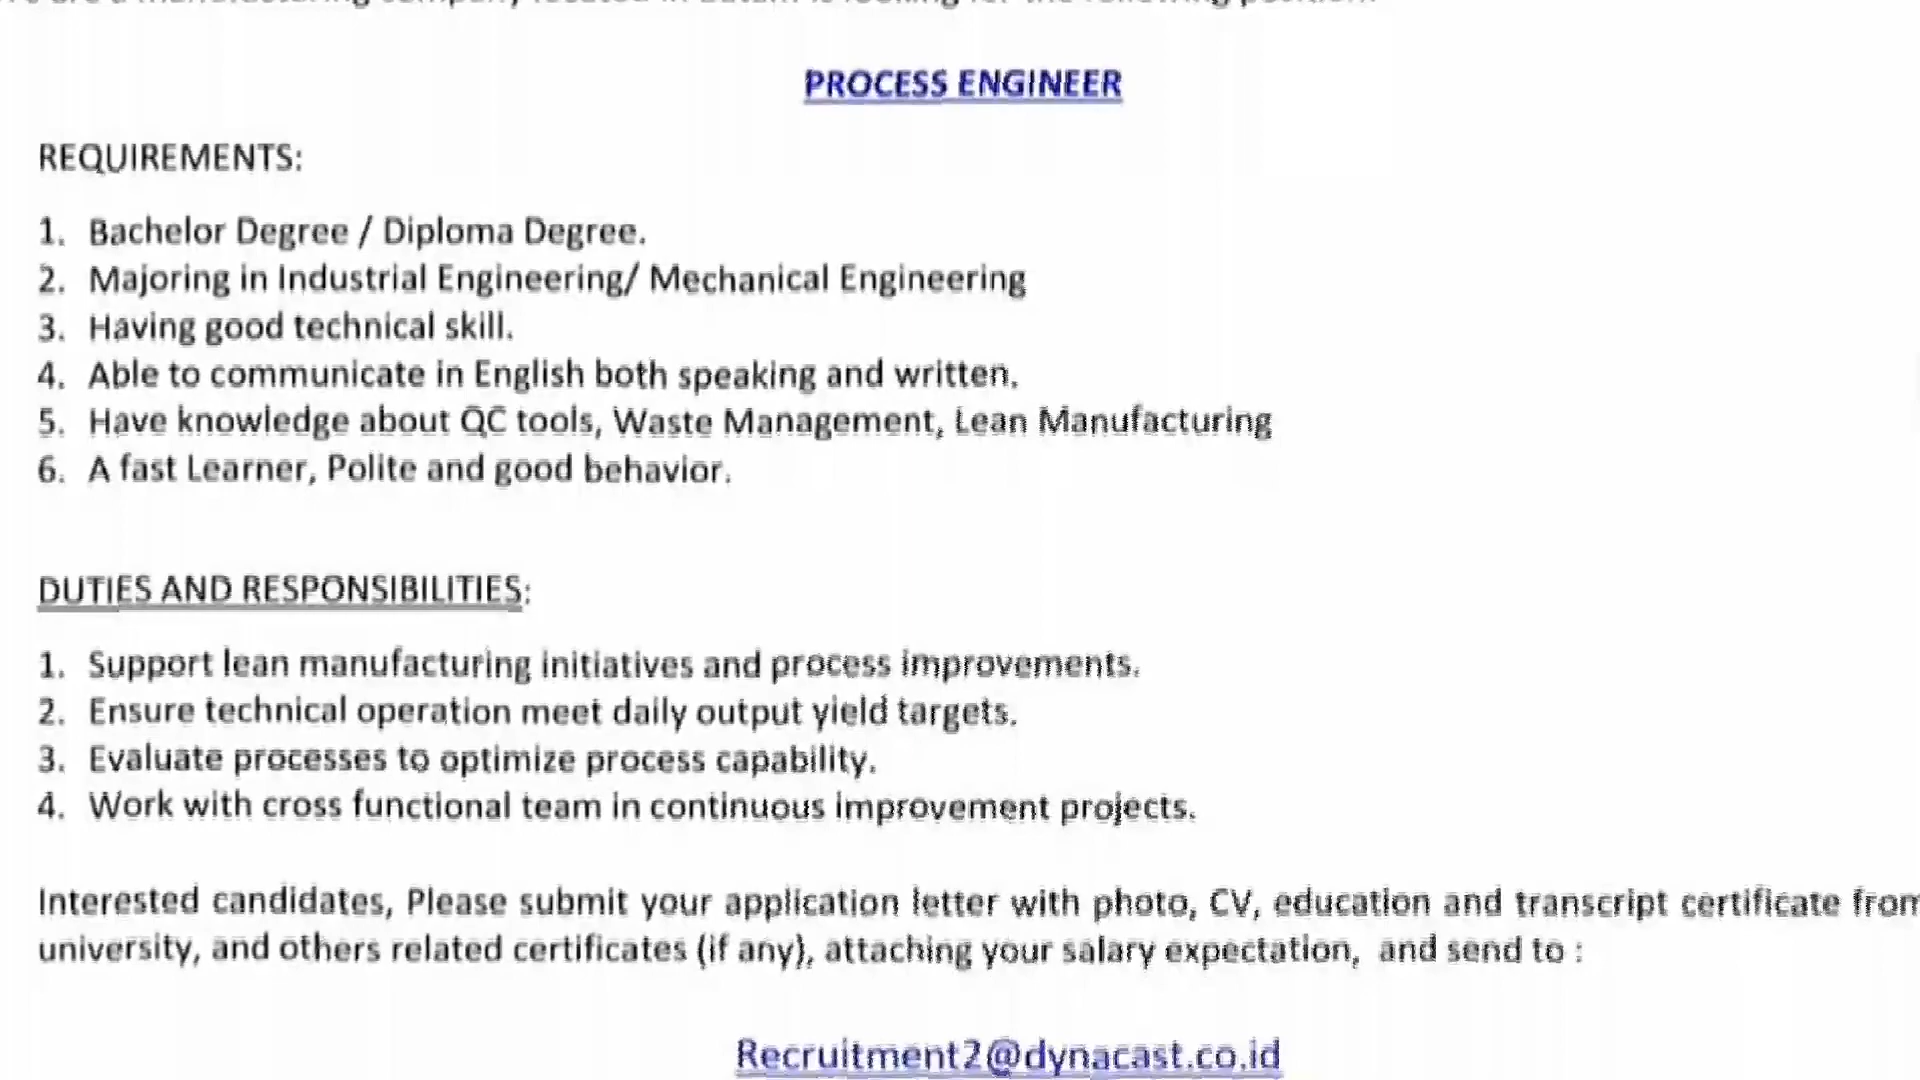 PROCESS ENGINEER
REQUIREMENTS:
1. Bachelor Degree / Diploma Degree.
2. Majoring in Industrial Engineering/ Mechanical Engineering
3. Having good technical skill.
4. Able to communicate in English both speaking and written.
5. Have knowledge about QC tools, Waste Management, Lean Manufacturing
6. A fast Learner, Polite and good behavior.
DUTIES AND RESPONSIBILITIES:
1. Support lean manufacturing initiatives and process improvements.
2. Ensure technical operation meet daily output yield targets.
3. Evaluate processes to optimize process capability.
4. Work with cross functional team in continuous improvement projects.
Interested candidates, Please submit your application letter with photo, CV, education and transcript certificate from
university, and others related certificates (if any), attaching your salary expectation, and send to :
Recruitment2@dynacast.co.id